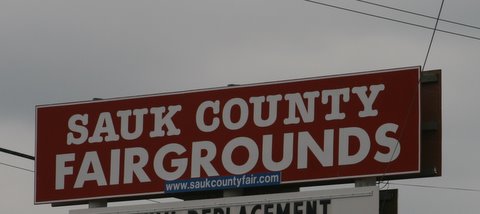 SAUK COUNTY
FAIRGROUNDS
www.saukcountyfair.com
REPLACEMENT